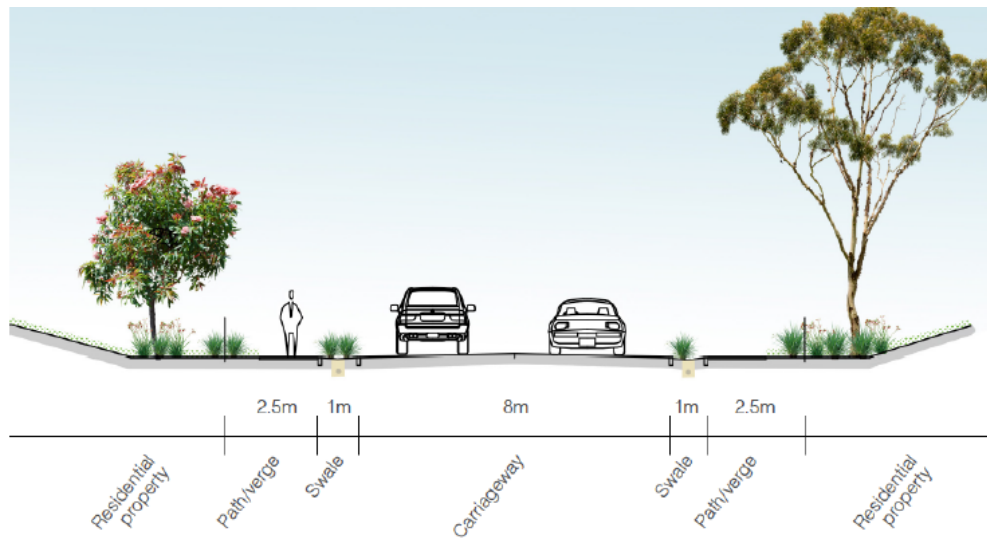 2.5m
1m
8m
1m
2.5m
Residential
property
Path/verge
Swale
Carriageway
Swale
Path/verge
Residential
property